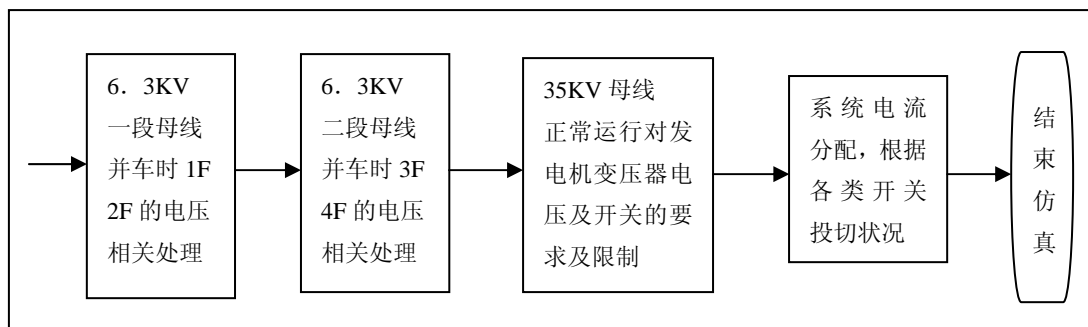 6．3KV
一段母线
并车时 1F
2F 的电压
相关处理
6．3KV
二段母线
并车时 3F
4F 的电压
相关处理
35KV 母线
正常运行对发
电机变压器电
压及开关的要
求及限制
系统电流
分配，根据
各类开关
投切状况
结
束
仿
真